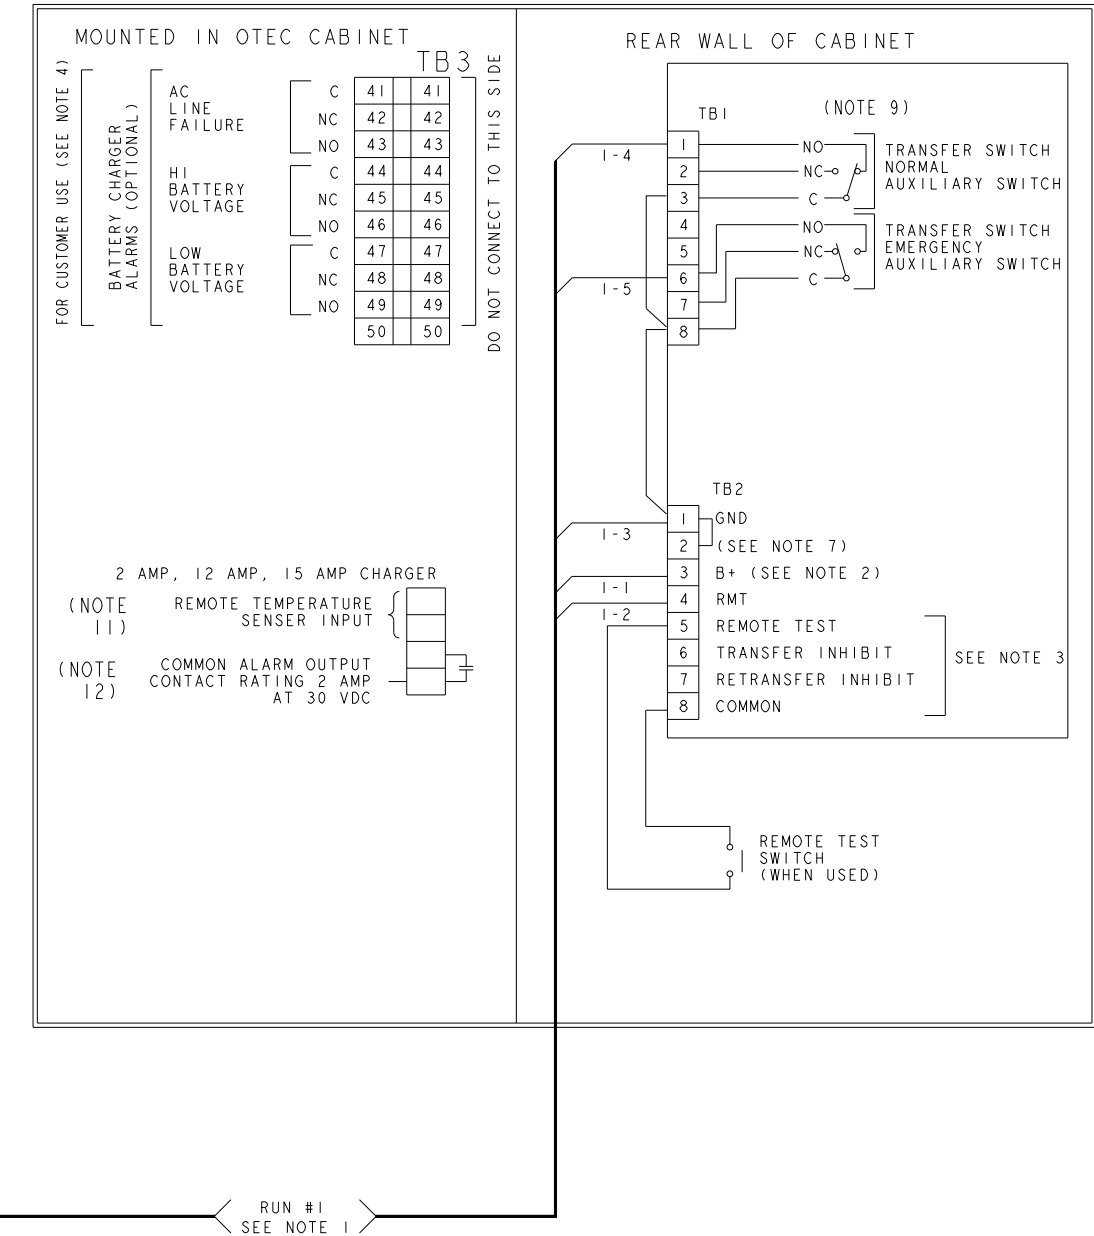 MOUNTED IN OTEC CABINET
TB3
FOR CUSTOMER USE (SEE NOTE 4)
BATTERY CHARGER
ALARMS (OPTIONAL)
AC
LINE
FAILURE
C 41 41
NC 42 42
NO 43 43
HI
BATTERY
VOLTAGE
C 44 44
NC 45 45
NO 46 46
LOW
BATTERY
VOLTAGE
C 47 47
NC 48 48
NO 49 49
50 50
DO NOT CONNECT TO THIS SIDE
2 AMP, 12 AMP, 15 AMP CHARGER
(NOTE
11)
REMOTE TEMPERATURE
SENSER INPUT
(NOTE
12)
COMMON ALARM OUTPUT
CONTACT RATING 2 AMP
AT 30 VDC
REAR WALL OF CABINET
TB1
(NOTE 9)
1-4
1-5
1 NO
2 NC
3 C
TRANSFER SWITCH
NORMAL
AUXILIARY SWITCH
4 NO
5 NC
6 C
7
8
TRANSFER SWITCH
EMERGENCY
AUXILIARY SWITCH
TB2
1-3
1-1
1-2
1 GND
2 (SEE NOTE 7)
3 B+ (SEE NOTE 2)
4 RMT
5 REMOTE TEST
6 TRANSFER INHIBIT
7 RETRANSFER INHIBIT
8 COMMON
SEE NOTE 3
REMOTE TEST
SWITCH
(WHEN USED)
RUN #1
SEE NOTE 1